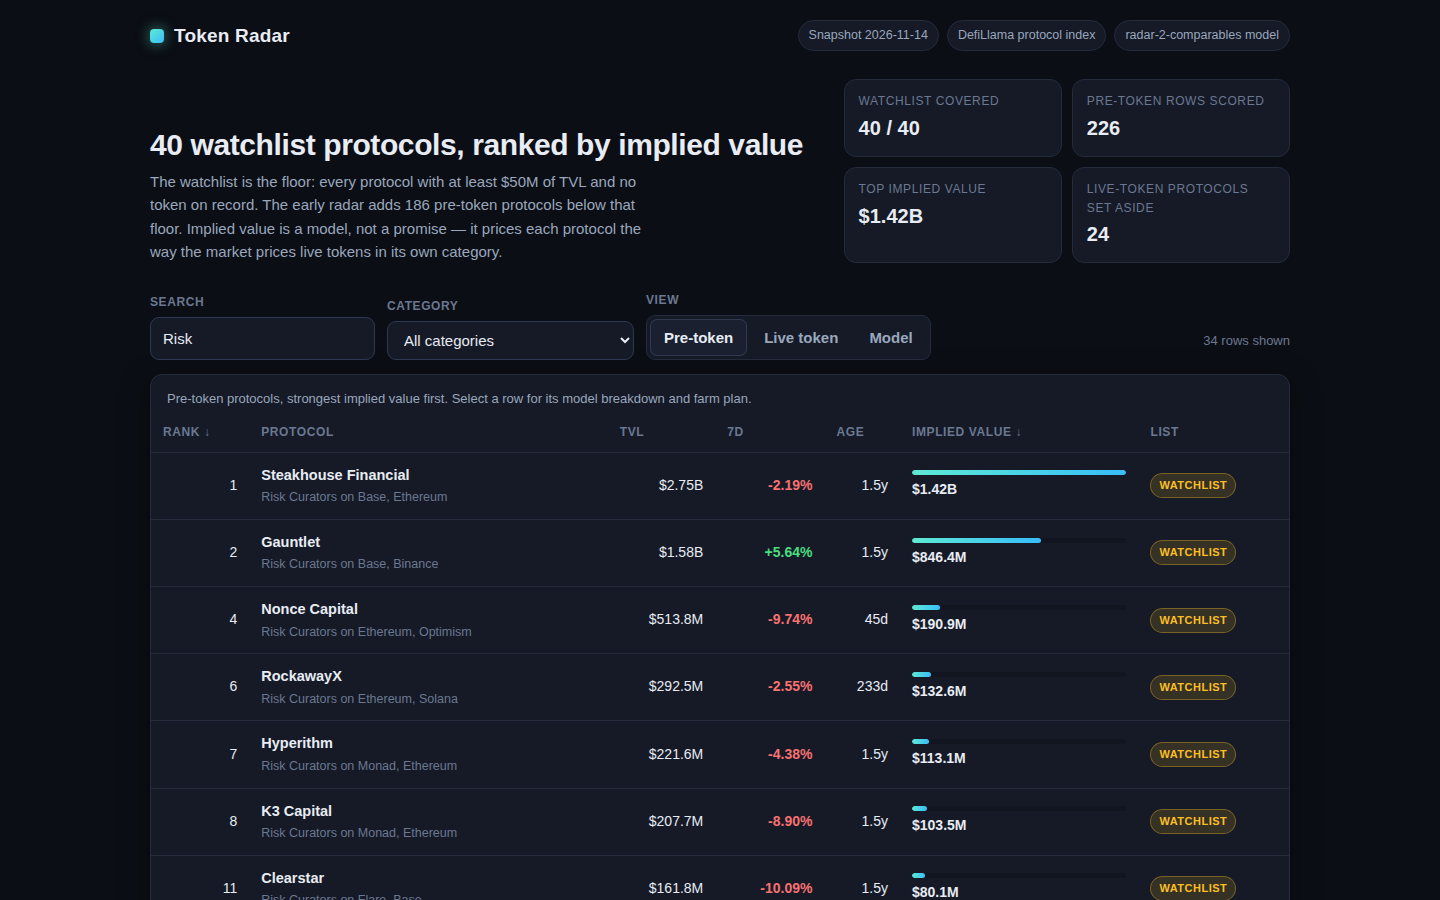 Token Radar
Snapshot 2026-11-14
DefiLlama protocol index
radar-2-comparables model
40 watchlist protocols, ranked by implied value
The watchlist is the floor: every protocol with at least $50M of TVL and no
token on record. The early radar adds 186 pre-token protocols below that
floor. Implied value is a model, not a promise — it prices each protocol the
way the market prices live tokens in its own category.
WATCHLIST COVERED
40 / 40
PRE-TOKEN ROWS SCORED
226
TOP IMPLIED VALUE
$1.42B
LIVE-TOKEN PROTOCOLS
SET ASIDE
24
SEARCH
Risk
CATEGORY
All categories
VIEW
Pre-token Live token Model
34 rows shown
Pre-token protocols, strongest implied value first. Select a row for its model breakdown and farm plan.
RANK ↓ PROTOCOL TVL 7D AGE IMPLIED VALUE ↓ LIST
1 Steakhouse Financial $2.75B -2.19% 1.5y $1.42B WATCHLIST
Risk Curators on Base, Ethereum
2 Gauntlet $1.58B +5.64% 1.5y $846.4M WATCHLIST
Risk Curators on Base, Binance
4 Nonce Capital $513.8M -9.74% 45d $190.9M WATCHLIST
Risk Curators on Ethereum, Optimism
6 RockawayX $292.5M -2.55% 233d $132.6M WATCHLIST
Risk Curators on Ethereum, Solana
7 Hyperithm $221.6M -4.38% 1.5y $113.1M WATCHLIST
Risk Curators on Monad, Ethereum
8 K3 Capital $207.7M -8.90% 1.5y $103.5M WATCHLIST
Risk Curators on Monad, Ethereum
11 Clearstar $161.8M -10.09% 1.5y $80.1M WATCHLIST
Risk Curators on Flare, Base